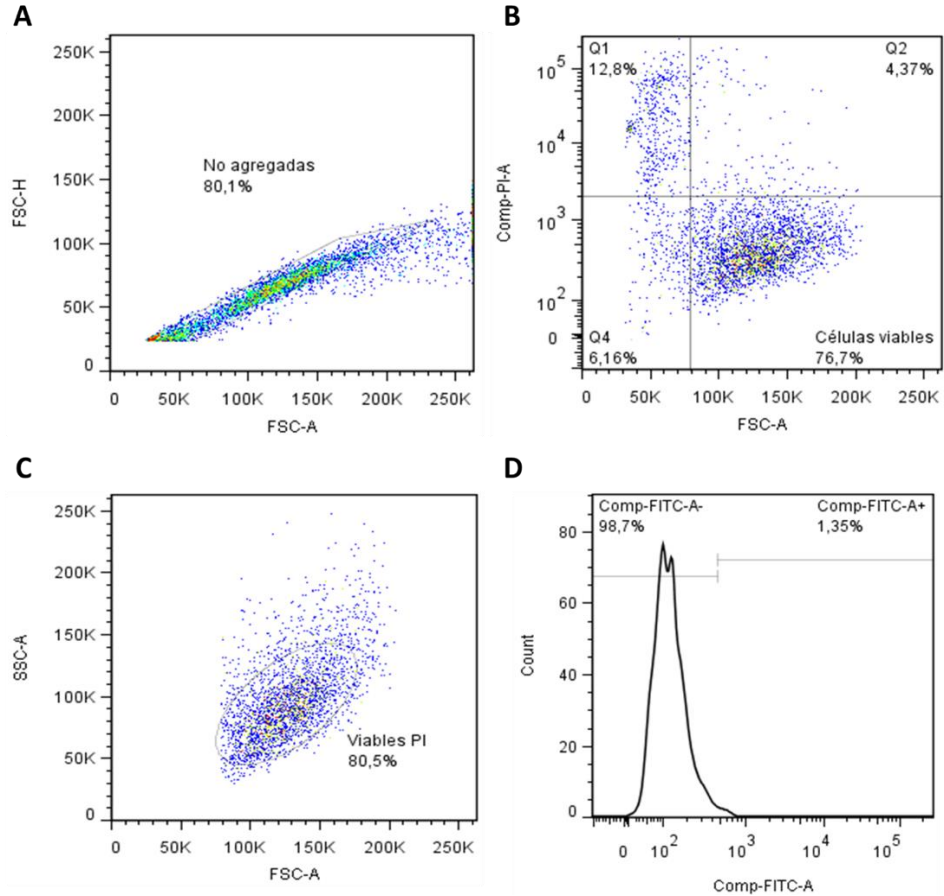 A
250K
200K
150K
100K
50K
0
FSC-H
No agregadas
80,1%
0 50K 100K 150K 200K 250K
FSC-A
B
Q1
12,8%
Q2
4,37%
10^5
10^4
10^3
10^2
0
Comp-PI-A
Q4
6,16%
Células viables
76,7%
0 50K 100K 150K 200K 250K
FSC-A
C
250K
200K
150K
100K
50K
0
SSC-A
Viables PI
80,5%
0 50K 100K 150K 200K 250K
FSC-A
D
Comp-FITC-A-
98,7%
Comp-FITC-A+
1,35%
80
60
40
20
0
Count
0 10^2 10^3 10^4 10^5
Comp-FITC-A